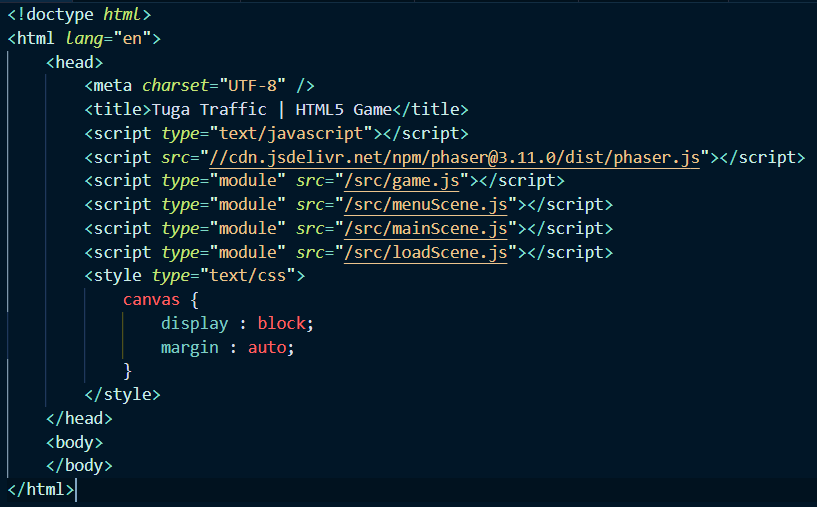 <!doctype html>
<html lang="en">
    <head>
        <meta charset="UTF-8" />
        <title>Tuga Traffic | HTML5 Game</title>
        <script type="text/javascript"></script>
        <script src="//cdn.jsdelivr.net/npm/phaser@3.11.0/dist/phaser.js"></script>
        <script type="module" src="/src/game.js"></script>
        <script type="module" src="/src/menuScene.js"></script>
        <script type="module" src="/src/mainScene.js"></script>
        <script type="module" src="/src/loadScene.js"></script>
        <style type="text/css">
            canvas {
                display : block;
                margin : auto;
            }
        </style>
    </head>
    <body>
    </body>
</html>